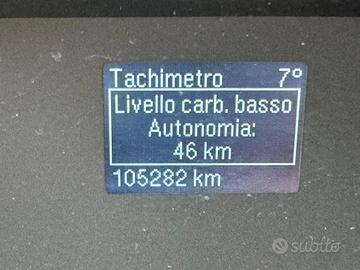 Tachimetro 7°
Livello carb. basso
Autonomia:
46 km
105282 km
subito